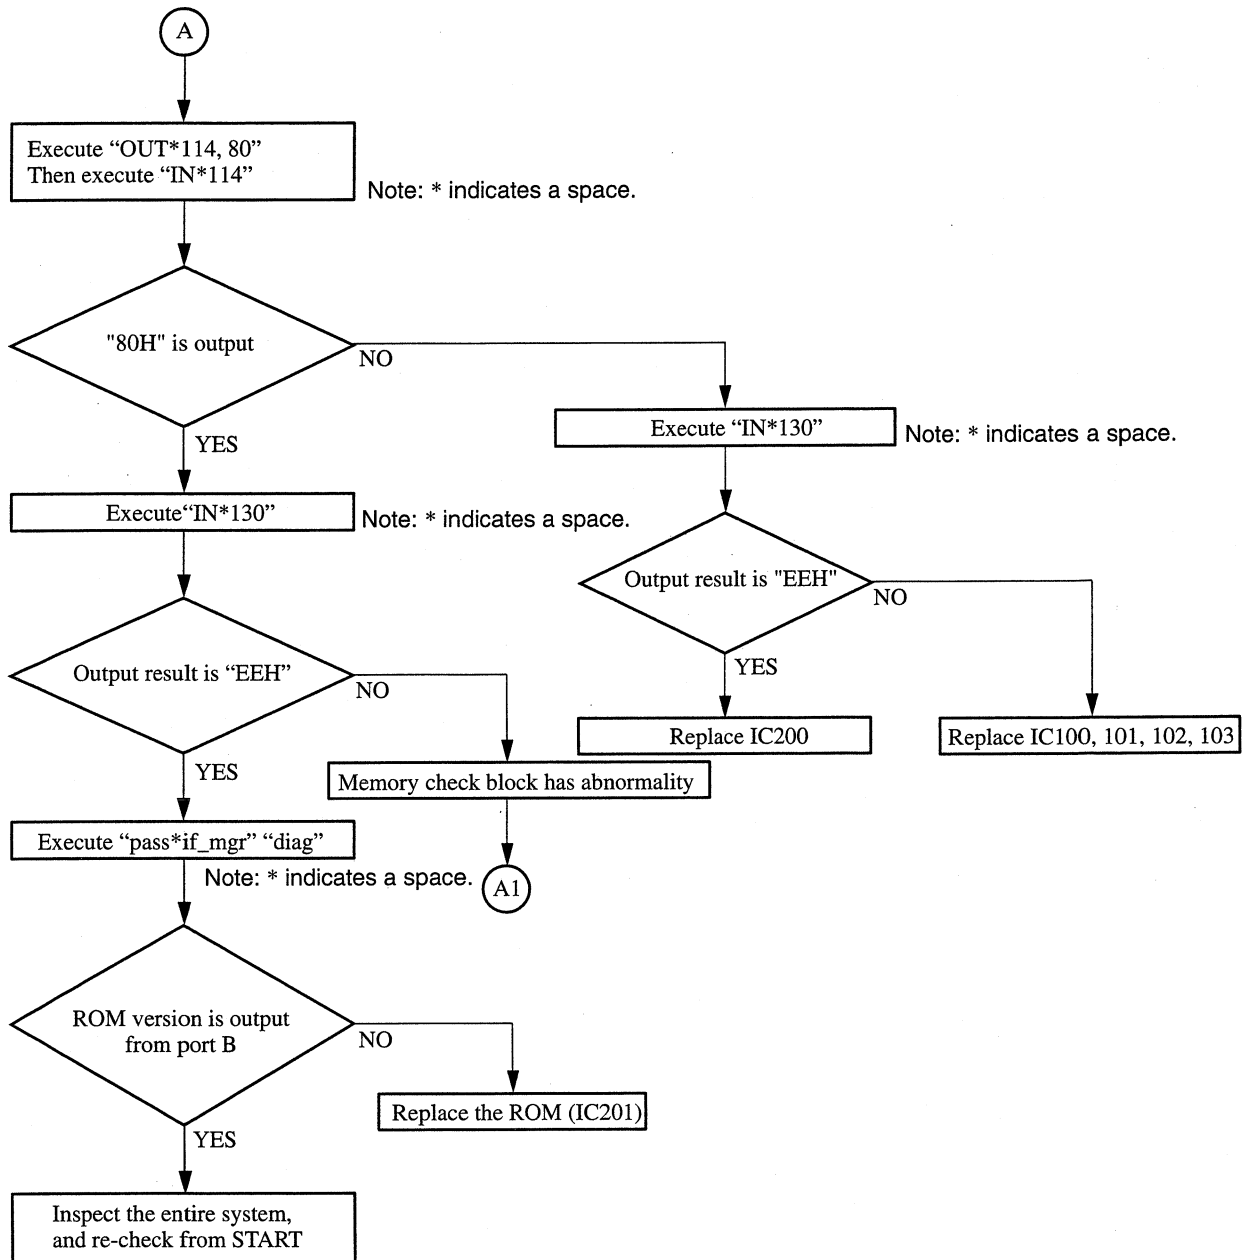 A
Execute “OUT*114, 80”
Then execute “IN*114”
Note: * indicates a space.
"80H" is output
NO
YES
Execute “IN*130”
Note: * indicates a space.
Execute“IN*130”
Note: * indicates a space.
Output result is "EEH"
NO
YES
Output result is “EEH”
NO
YES
Replace IC200
Replace IC100, 101, 102, 103
Memory check block has abnormality
Execute “pass*if_mgr” “diag”
Note: * indicates a space.
A1
ROM version is output
from port B
NO
YES
Replace the ROM (IC201)
Inspect the entire system,
and re-check from START